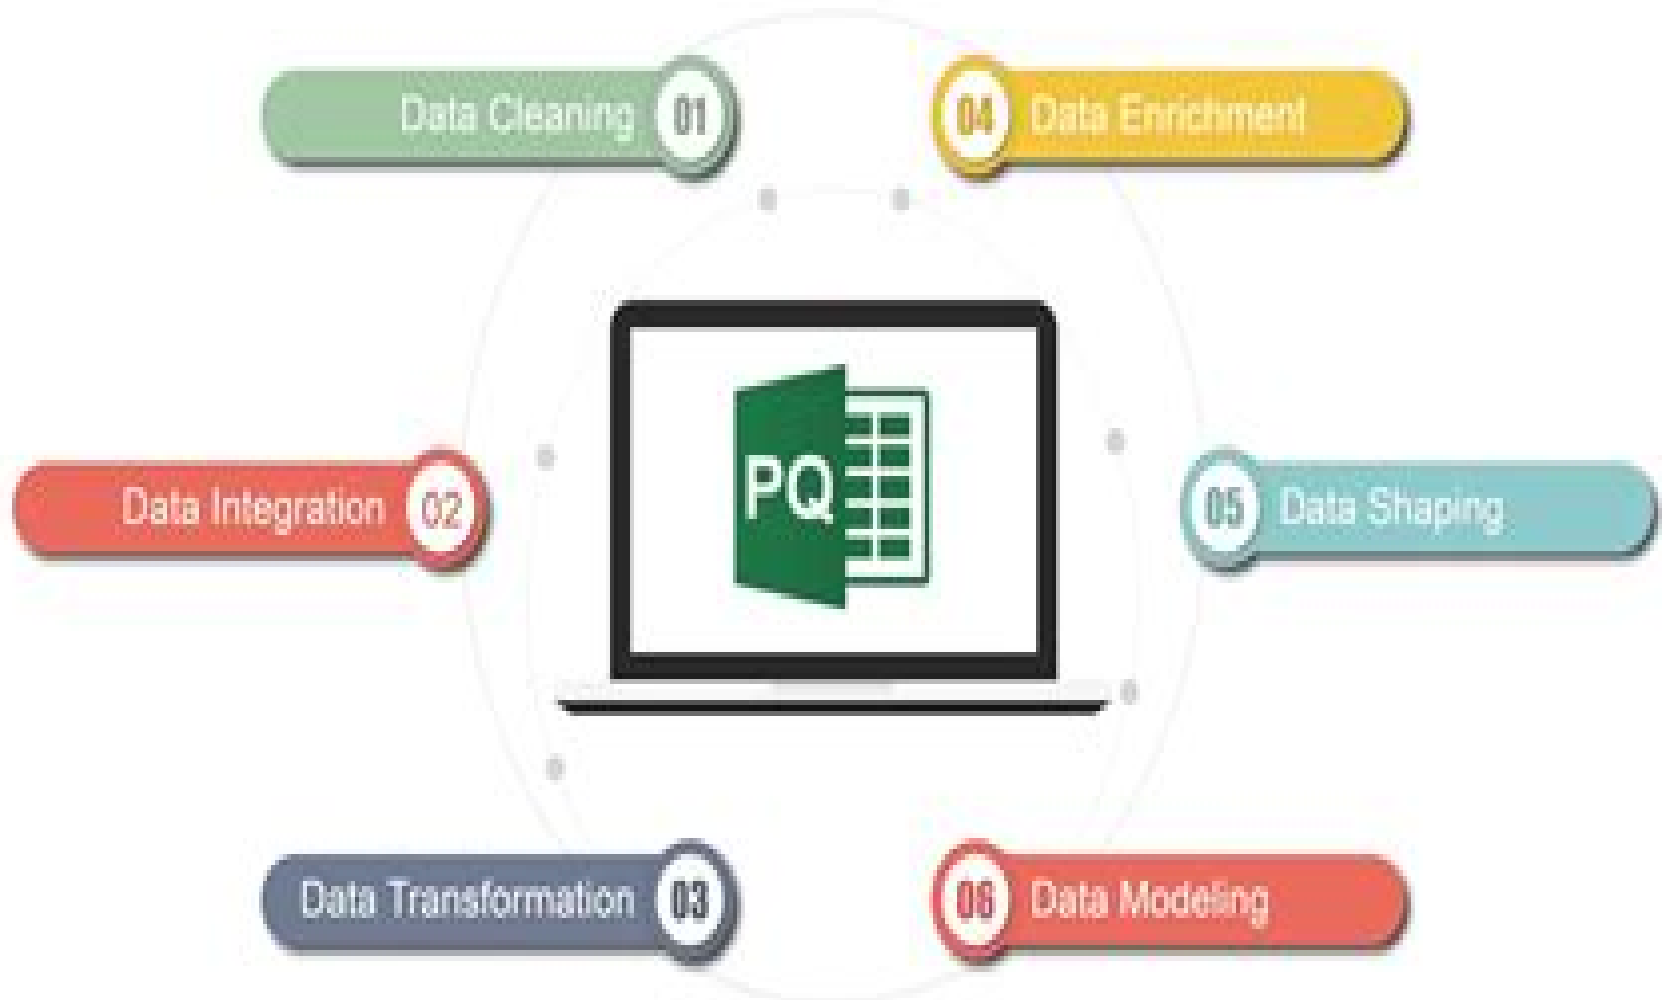 Data Cleaning 01
04 Data Enrichment
PQ
Data Integration 02
05 Data Shaping
Data Transformation 03
06 Data Modeling